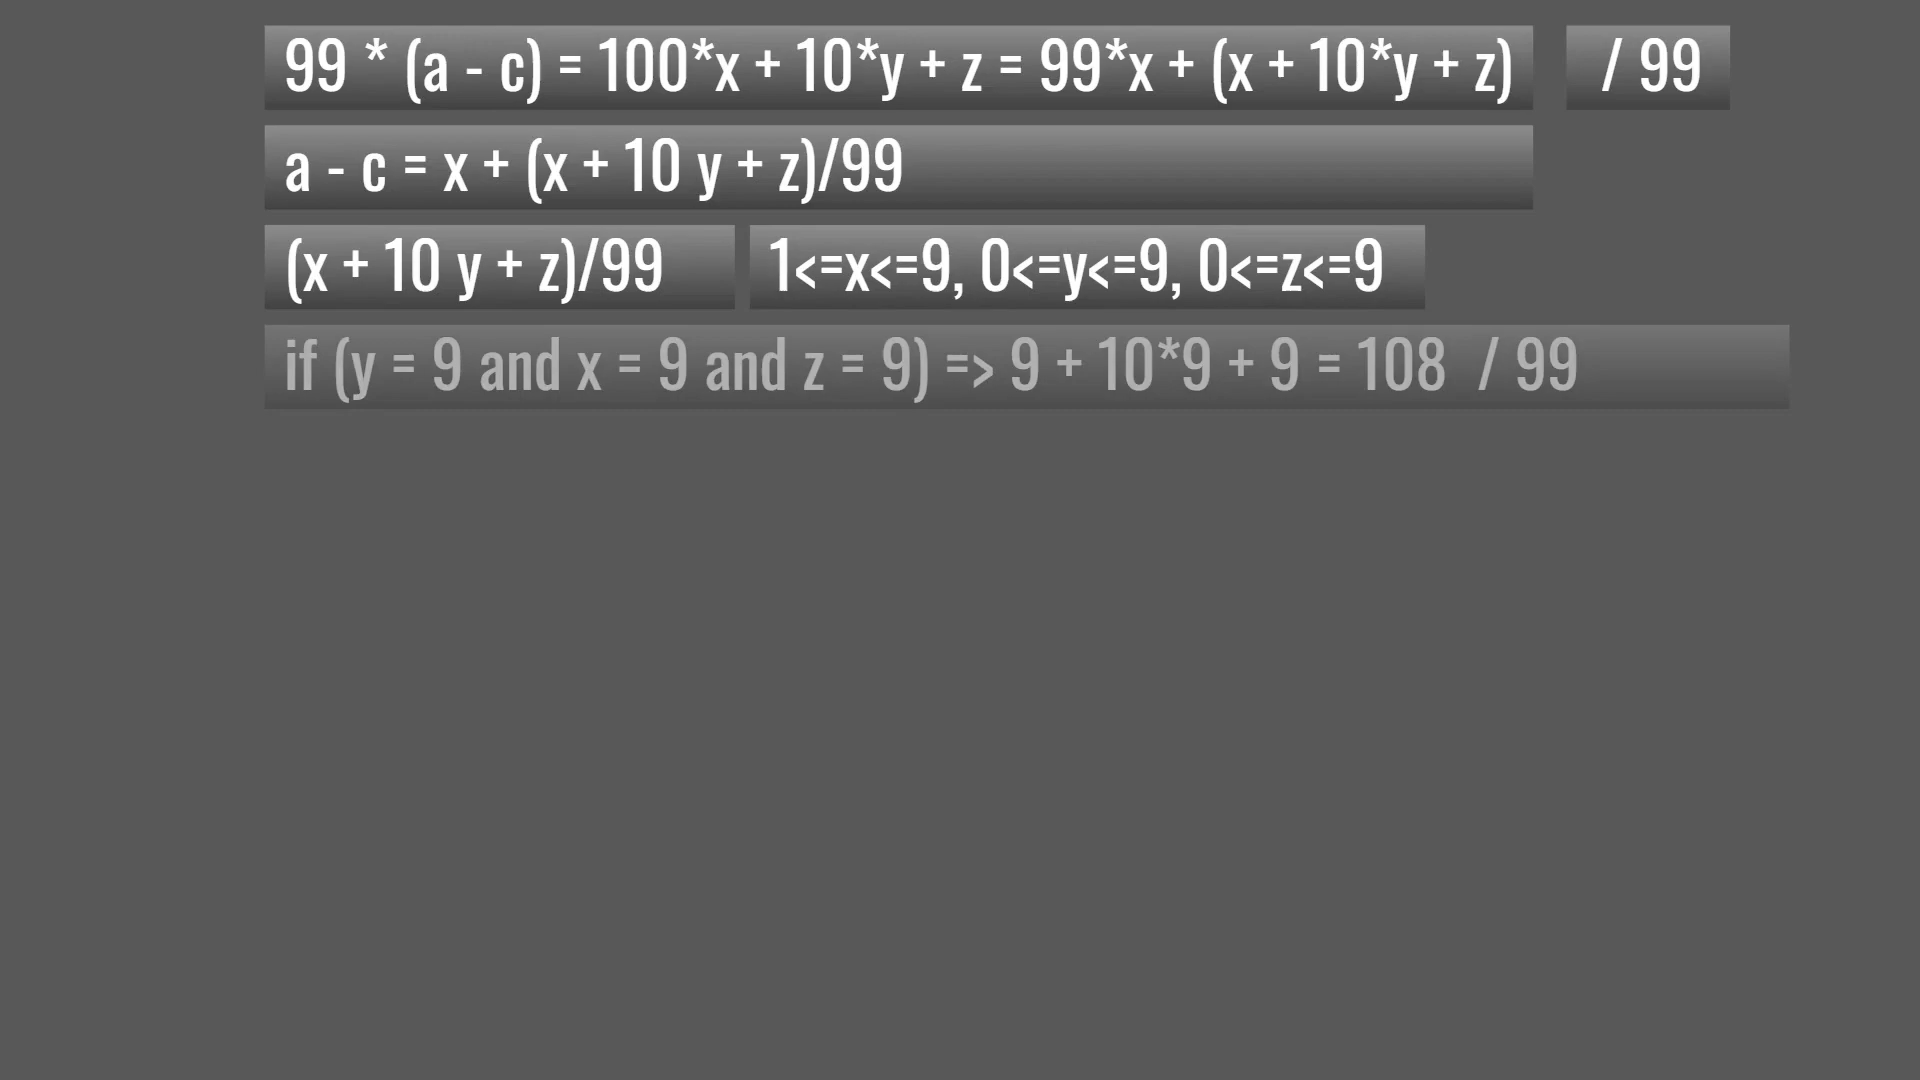 99 * (a - c) = 100*x + 10*y + z = 99*x + (x + 10*y + z) / 99
a - c = x + (x + 10 y + z)/99
(x + 10 y + z)/99 1<=x<=9, 0<=y<=9, 0<=z<=9
if (y = 9 and x = 9 and z = 9) => 9 + 10*9 + 9 = 108 / 99